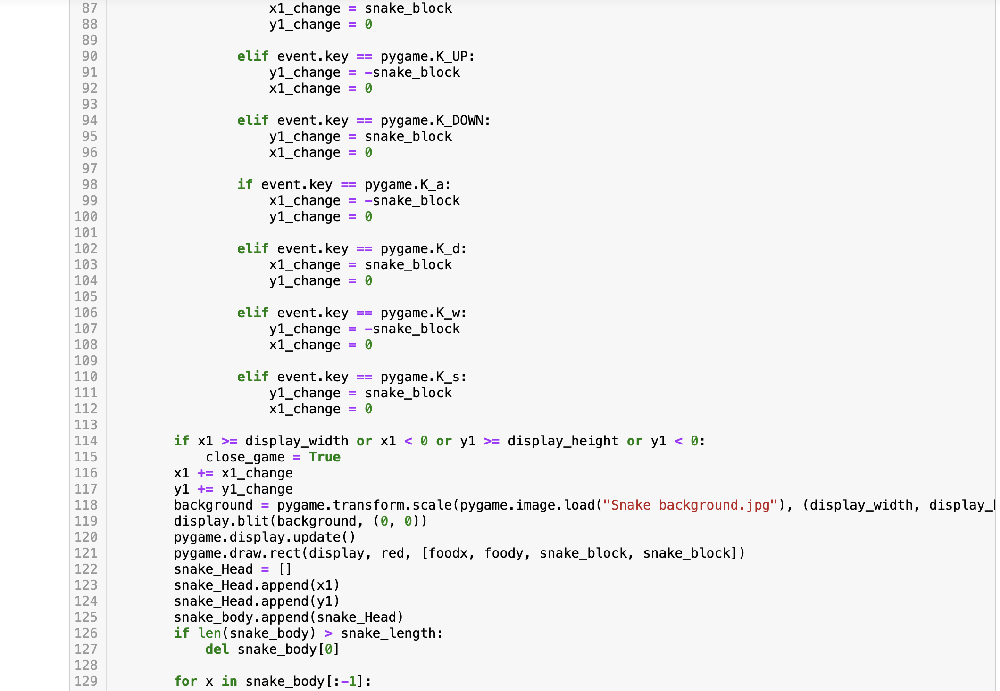 87 x1_change = snake_block
88 y1_change = 0
89
90 elif event.key == pygame.K_UP:
91 y1_change = -snake_block
92 x1_change = 0
93
94 elif event.key == pygame.K_DOWN:
95 y1_change = snake_block
96 x1_change = 0
97
98 if event.key == pygame.K_a:
99 x1_change = -snake_block
100 y1_change = 0
101
102 elif event.key == pygame.K_d:
103 x1_change = snake_block
104 y1_change = 0
105
106 elif event.key == pygame.K_w:
107 y1_change = -snake_block
108 x1_change = 0
109
110 elif event.key == pygame.K_s:
111 y1_change = snake_block
112 x1_change = 0
113
114 if x1 >= display_width or x1 < 0 or y1 >= display_height or y1 < 0:
115 close_game = True
116 x1 += x1_change
117 y1 += y1_change
118 background = pygame.transform.scale(pygame.image.load("Snake background.jpg"), (display_width, display_
119 display.blit(background, (0, 0))
120 pygame.display.update()
121 pygame.draw.rect(display, red, [foodx, foody, snake_block, snake_block])
122 snake_Head = []
123 snake_Head.append(x1)
124 snake_Head.append(y1)
125 snake_body.append(snake_Head)
126 if len(snake_body) > snake_length:
127 del snake_body[0]
128
129 for x in snake_body[:-1]: